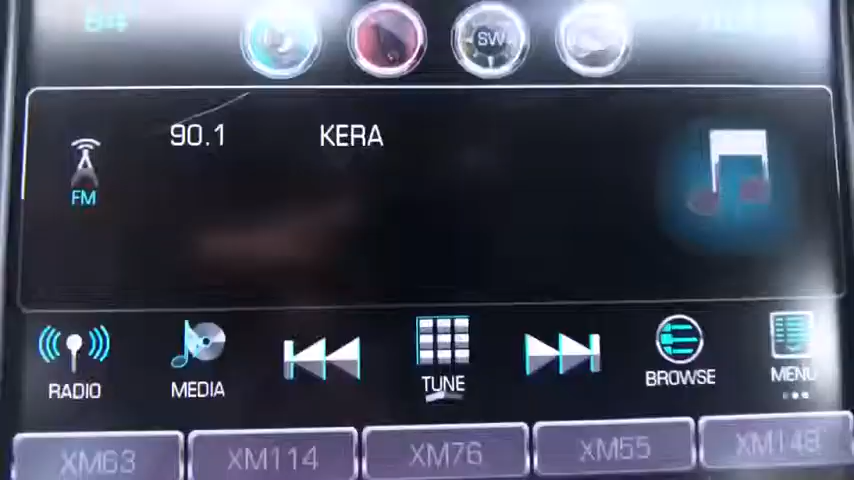 SW
90.1 KERA
FM
RADIO MEDIA TUNE BROWSE MENU
XM63 XM114 XM76 XM55 XM148